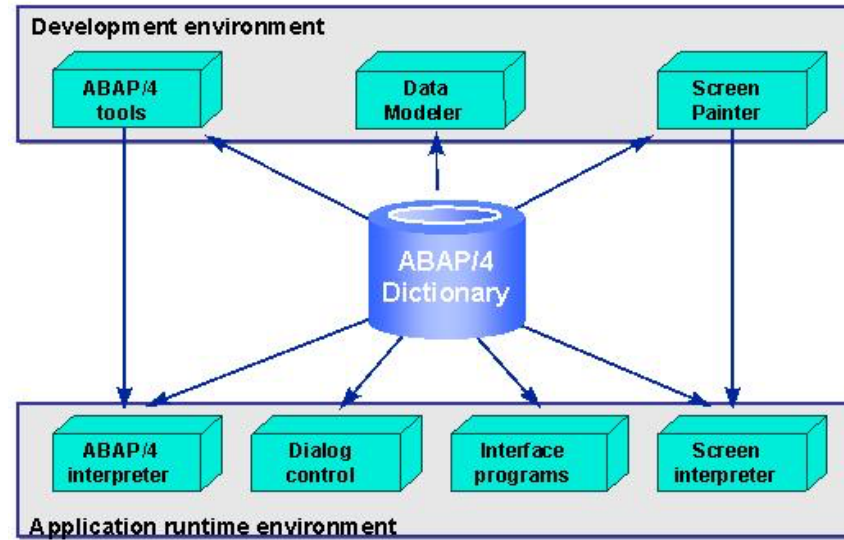 Development environment
ABAP/4
tools
Data
Modeler
Screen
Painter
ABAP/4
Dictionary
ABAP/4
interpreter
Dialog
control
Interface
programs
Screen
interpreter
Application runtime environment